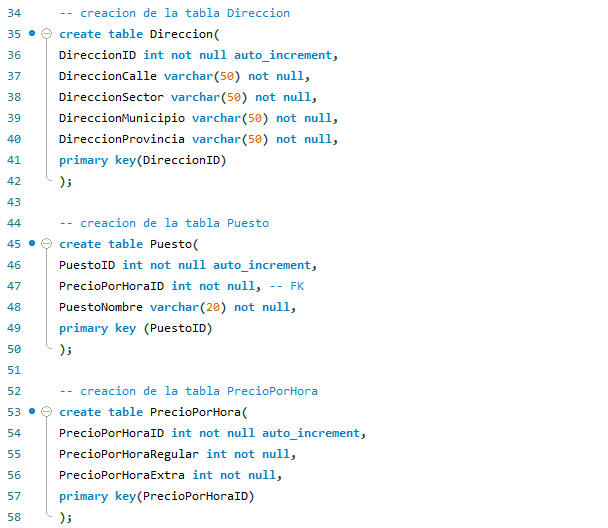 34 -- creacion de la tabla Direccion
35 create table Direccion(
36 DireccionID int not null auto_increment,
37 DireccionCalle varchar(50) not null,
38 DireccionSector varchar(50) not null,
39 DireccionMunicipio varchar(50) not null,
40 DireccionProvincia varchar(50) not null,
41 primary key(DireccionID)
42 );
43
44 -- creacion de la tabla Puesto
45 create table Puesto(
46 PuestoID int not null auto_increment,
47 PrecioPorHoraID int not null, -- FK
48 PuestoNombre varchar(20) not null,
49 primary key (PuestoID)
50 );
51
52 -- creacion de la tabla PrecioPorHora
53 create table PrecioPorHora(
54 PrecioPorHoraID int not null auto_increment,
55 PrecioPorHoraRegular int not null,
56 PrecioPorHoraExtra int not null,
57 primary key(PrecioPorHoraID)
58 );